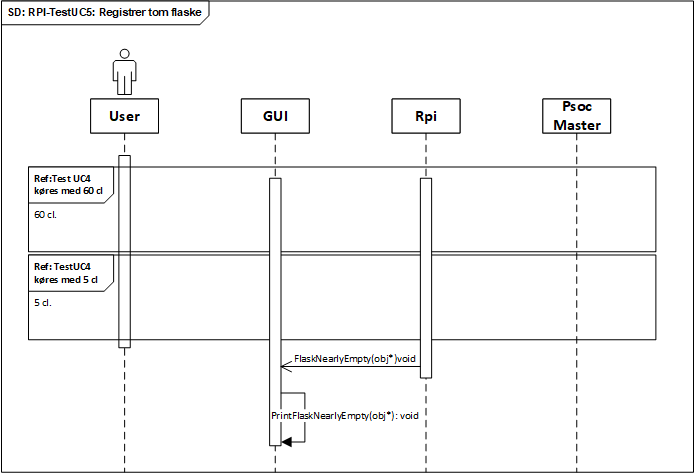 SD: RPI-TestUC5: Registrer tom flaske
User
GUI
Rpi
Psoc
Master
Ref:Test UC4
køres med 60 cl
60 cl.
Ref: TestUC4
køres med 5 cl
5 cl.
FlaskNearlyEmpty(obj*)void
PrintFlaskNearlyEmpty(obj*): void